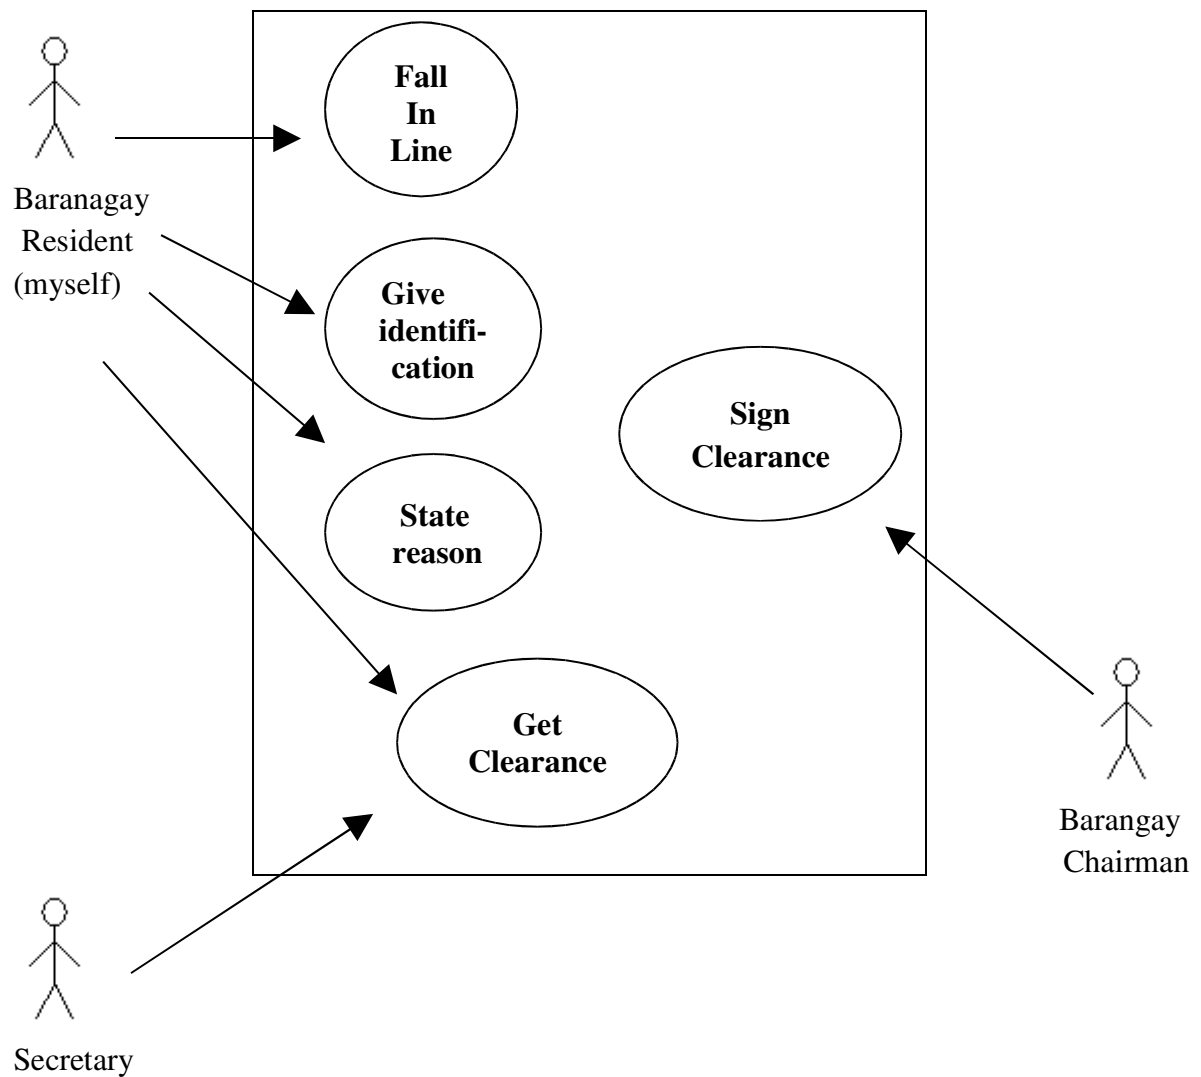 Fall
In
Line
Baranagay
Resident
(myself)
Give
identifi-
cation
Sign
Clearance
State
reason
Get
Clearance
Barangay
Chairman
Secretary